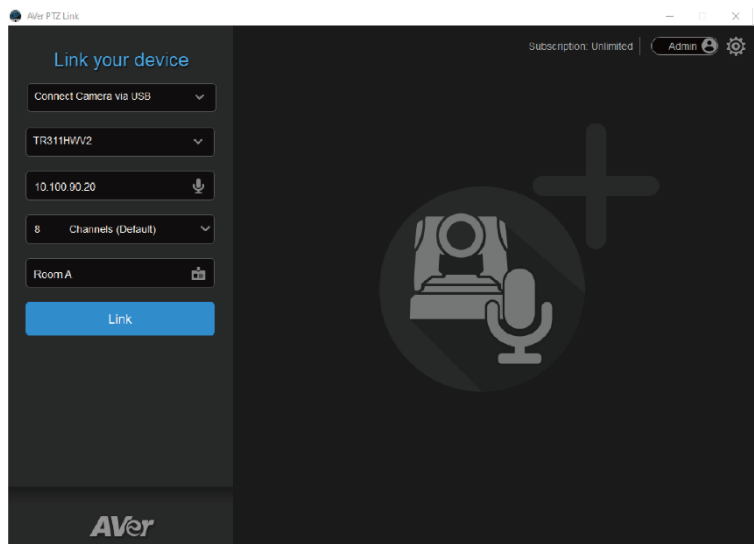 AVer PTZ Link
Link your device
Subscription: Unlimited
Admin
Connect Camera via USB
TR311HWV2
10.100.90.20
8 Channels (Default)
Room A
Link
AVer